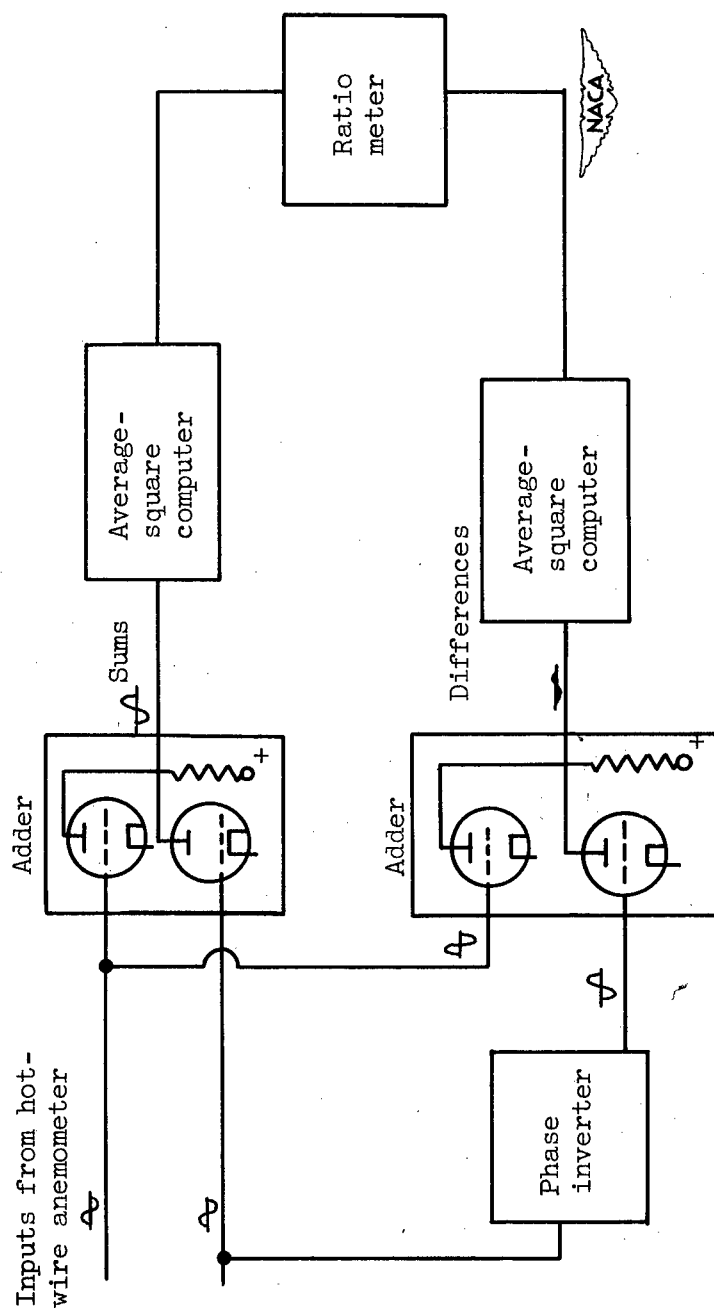 Inputs from hot-
wire anemometer
Adder
+
Sums
Average-
square
computer
Ratio
meter
Phase
inverter
Adder
+
Differences
Average-
square
computer
NACA